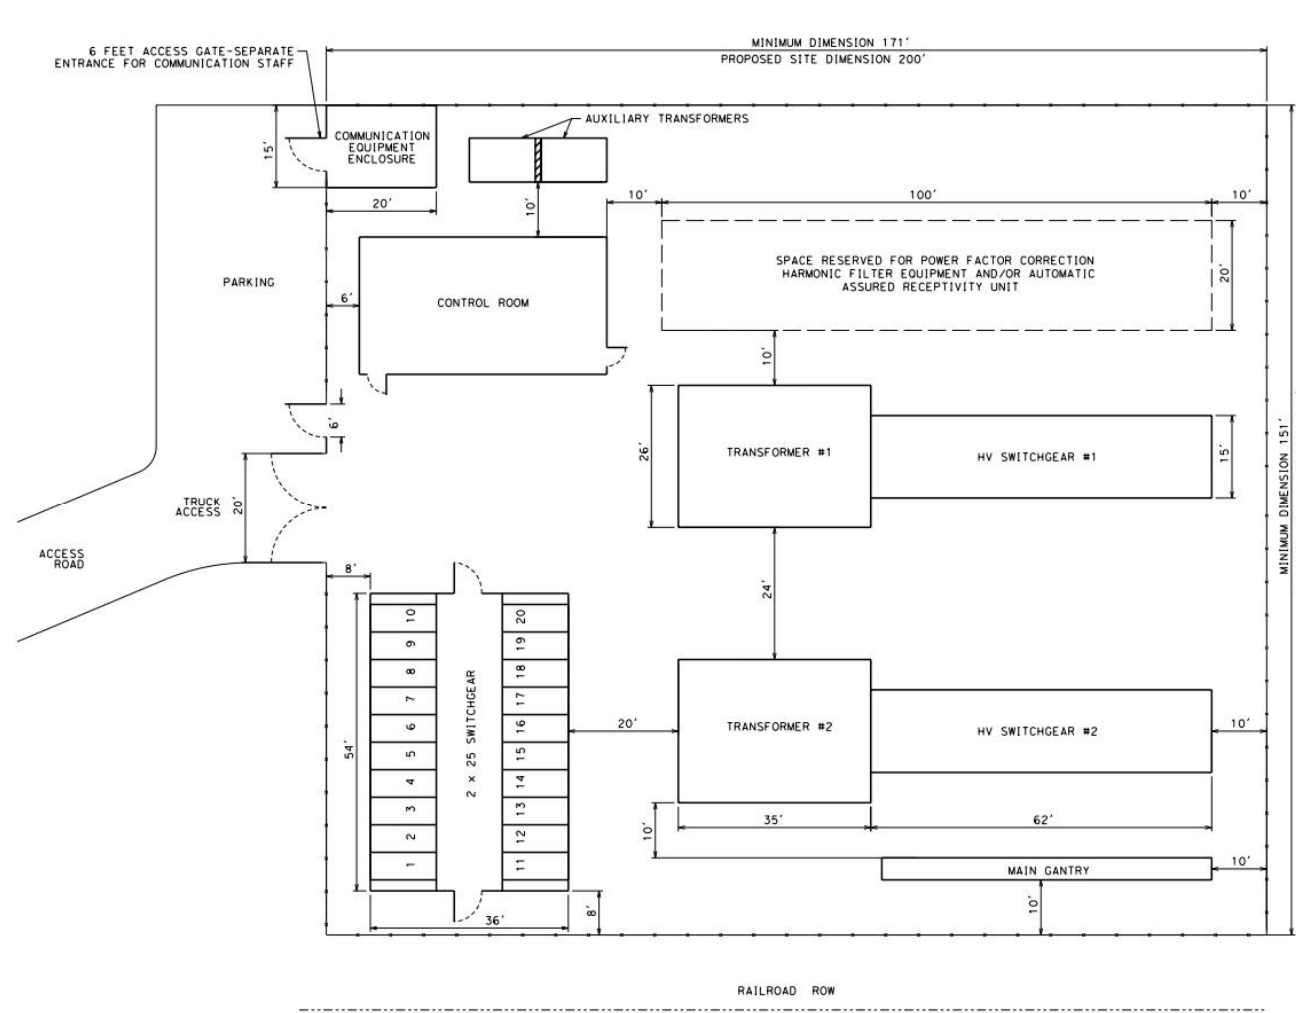 6 FEET ACCESS GATE-SEPARATE
ENTRANCE FOR COMMUNICATION STAFF
MINIMUM DIMENSION 171'
PROPOSED SITE DIMENSION 200'
COMMUNICATION
EQUIPMENT
ENCLOSURE
15'
20'
AUXILIARY TRANSFORMERS
10'
10'
100'
10'
SPACE RESERVED FOR POWER FACTOR CORRECTION
HARMONIC FILTER EQUIPMENT AND/OR AUTOMATIC
ASSURED RECEPTIVITY UNIT
20'
PARKING
6'
CONTROL ROOM
10'
6'
26'
TRANSFORMER #1
HV SWITCHGEAR #1
15'
MINIMUM DIMENSION 151'
TRUCK
ACCESS
20'
ACCESS
ROAD
8'
24'
10
9
8
7
6
5
4
3
2
1
20
19
18
17
16
15
14
13
12
11
2 x 25 SWITCHGEAR
54'
36'
8'
20'
TRANSFORMER #2
HV SWITCHGEAR #2
10'
35'
62'
10'
MAIN GANTRY
10'
10'
RAILROAD ROW